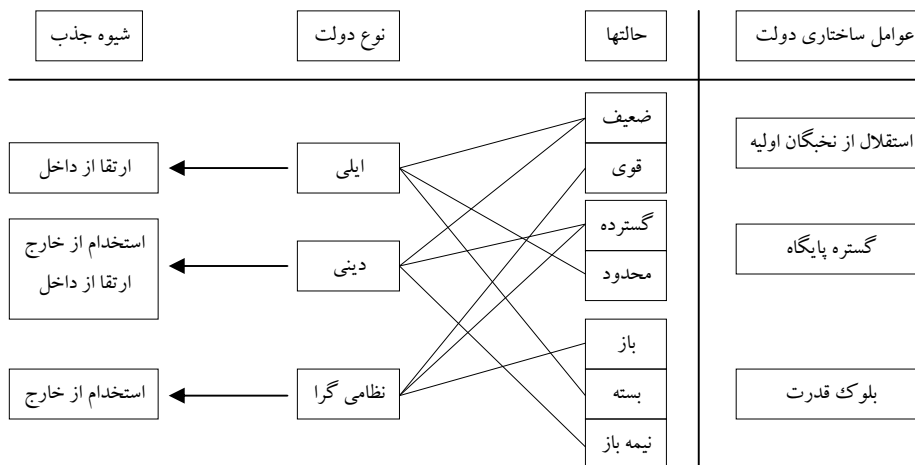 عوامل ساختاری دولت
حالتها
نوع دولت
شیوه جذب
استقلال از نخبگان اولیه
ضعیف
قوی
ایلی
ارتقا از داخل
گستره پایگاه
گسترده
محدود
دینی
استخدام از خارج
ارتقا از داخل
بلوک قدرت
باز
بسته
نیمه باز
نظامی گرا
استخدام از خارج